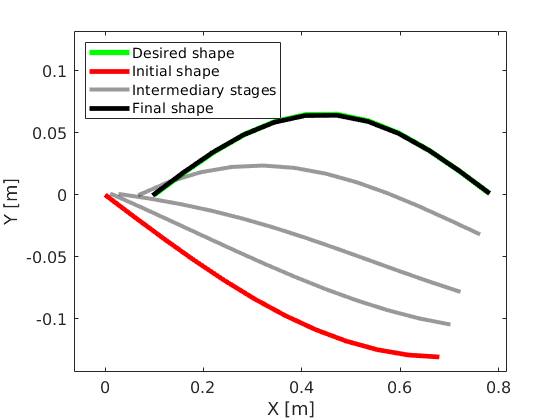 Desired shape
Initial shape
Intermediary stages
Final shape
0.1
0.05
0
-0.05
-0.1
Y [m]
0 0.2 0.4 0.6 0.8
X [m]